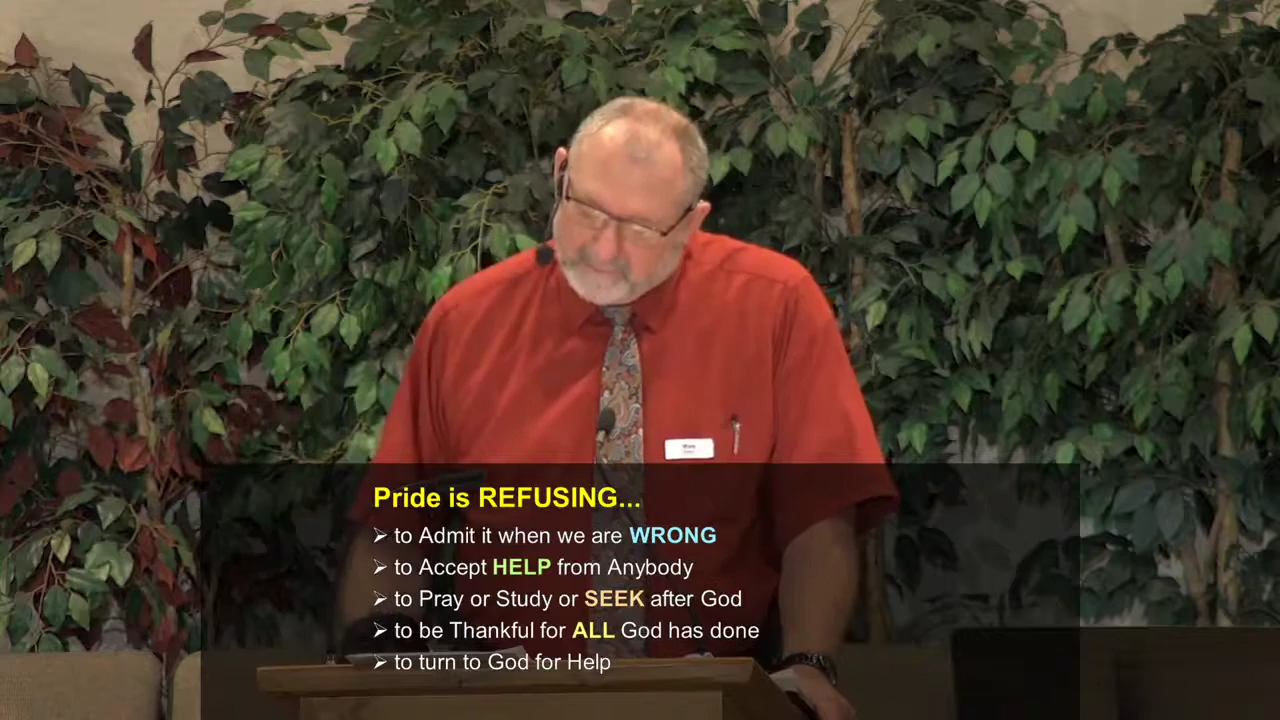 Pride is REFUSING...
➢ to Admit it when we are WRONG
➢ to Accept HELP from Anybody
➢ to Pray or Study or SEEK after God
➢ to be Thankful for ALL God has done
➢ to turn to God for Help